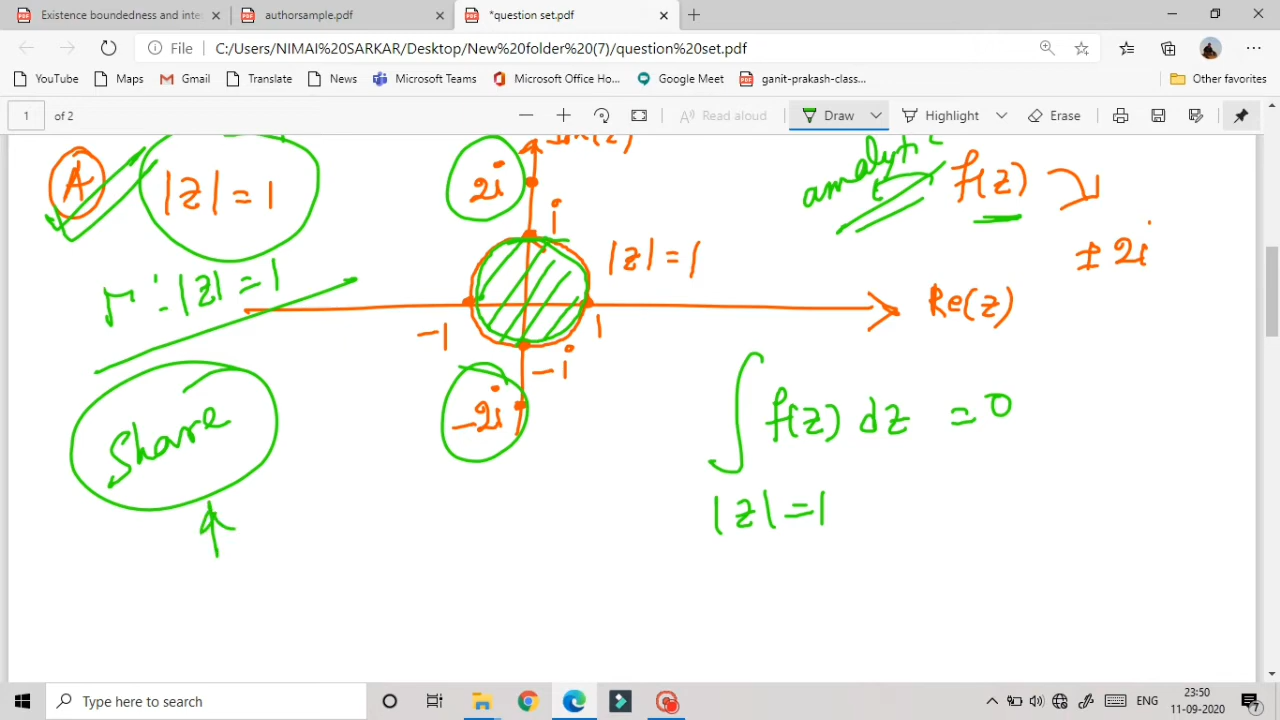 Existence boundedness and inte
authorsample.pdf
*question set.pdf
File
C:/Users/NIMAI%20SARKAR/Desktop/New%20folder%20(7)/question%20set.pdf
YouTube
Maps
Gmail
Translate
News
Microsoft Teams
Microsoft Office Ho...
Google Meet
ganit-prakash-class...
Other favorites
1 of 2
Read aloud
Draw
Highlight
Erase
A
|z| = 1
2i
i
|z| = 1
analytic
f(z)
± 2i
Γ : |z| = 1
Re(z)
-1
1
-i
-2i
Share
∫ f(z) dz = 0
|z| = 1
Type here to search
ENG
23:50
11-09-2020
7